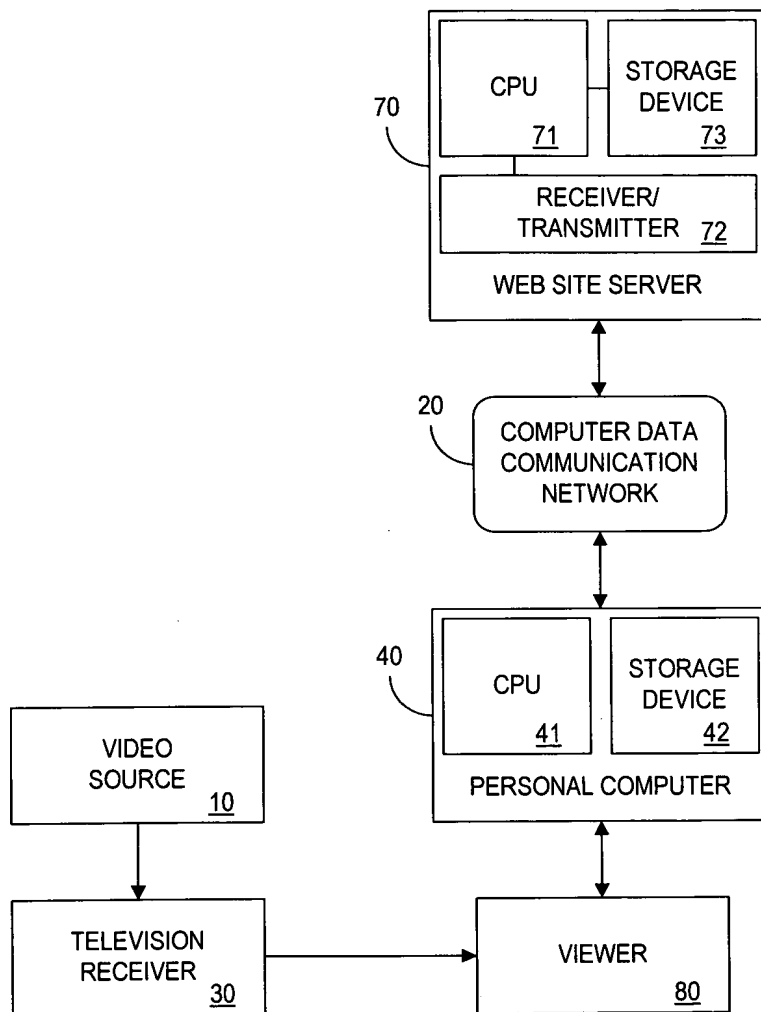 CPU
71
STORAGE
DEVICE
73
70
RECEIVER/
TRANSMITTER
72
WEB SITE SERVER
20
COMPUTER DATA
COMMUNICATION
NETWORK
40
CPU
41
STORAGE
DEVICE
42
PERSONAL COMPUTER
VIDEO
SOURCE
10
TELEVISION
RECEIVER
30
VIEWER
80